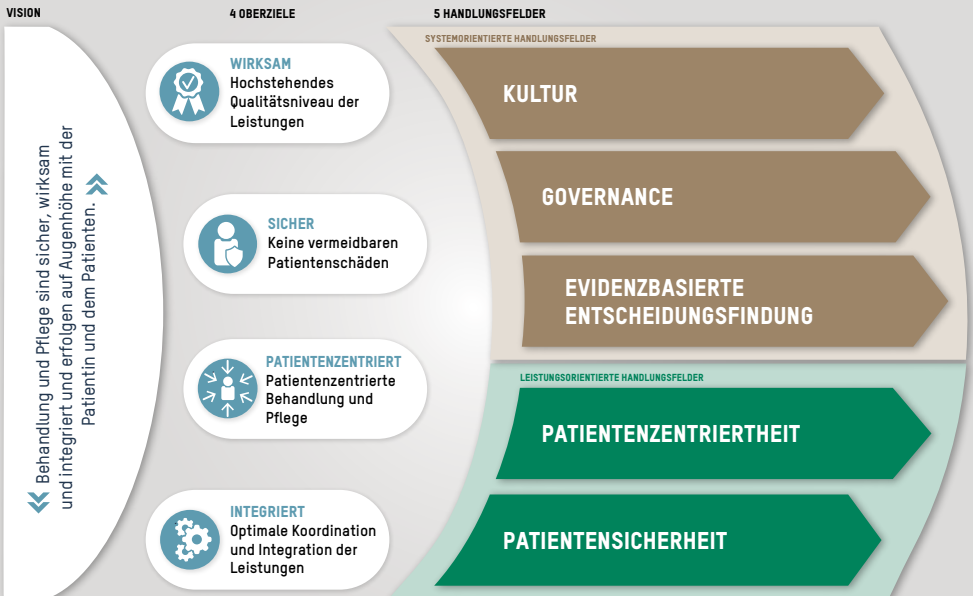 VISION
4 OBERZIELE
5 HANDLUNGSFELDER
Behandlung und Pflege sind sicher, wirksam
und integriert und erfolgen auf Augenhöhe mit der
Patientin und dem Patienten.
WIRKSAM
Hochstehendes
Qualitätsniveau der
Leistungen
SICHER
Keine vermeidbaren
Patientenschäden
PATIENTENZENTRIERT
Patientenzentrierte
Behandlung und
Pflege
INTEGRIERT
Optimale Koordination
und Integration der
Leistungen
SYSTEMORIENTIERTE HANDLUNGSFELDER
KULTUR
GOVERNANCE
EVIDENZBASIERTE
ENTSCHEIDUNGSFINDUNG
LEISTUNGSORIENTIERTE HANDLUNGSFELDER
PATIENTENZENTRIERTHEIT
PATIENTENSICHERHEIT